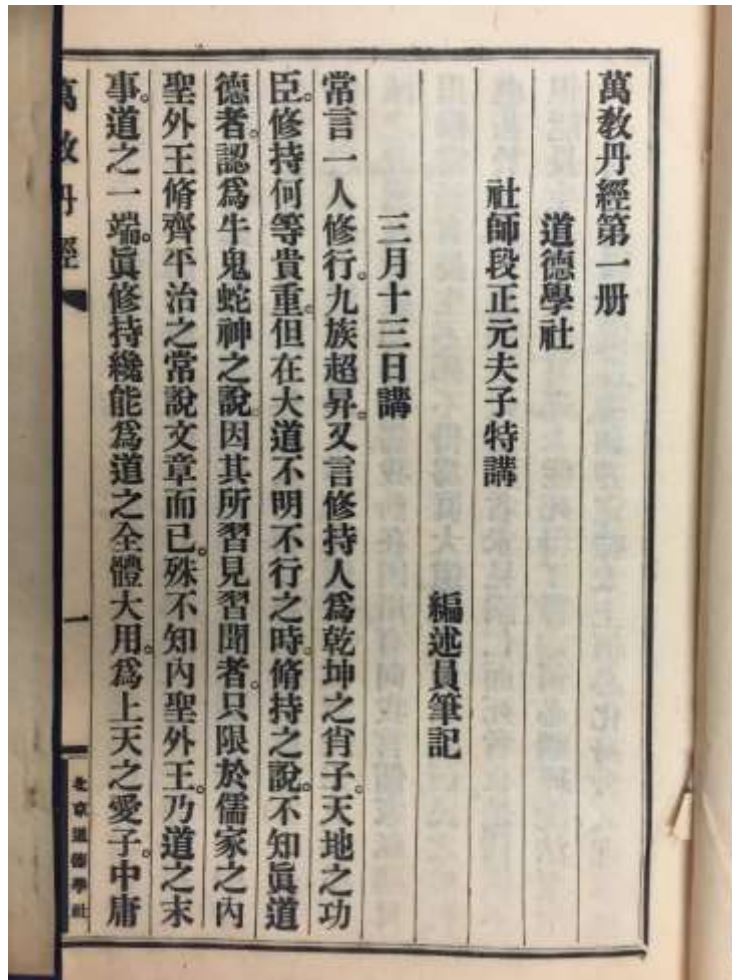 萬教丹經第一册
道德學社
社師段正元夫子特講
編述員筆記
三月十三日講
常言一人修行。九族超昇。又言修持人爲乾坤之肖子。天地之功
臣。修持何等貴重。但在大道不明不行之時。脩持之說。不知眞道
德者。認爲牛鬼蛇神之說。因其所習見習聞者。只限於儒家之內
聖外王脩齊平治之常說文章而已。殊不知內聖外王。乃道之末
事。道之一端。眞修持纔能爲道之全體大用。爲上天之愛子。中庸
萬教丹經
一
北京道德學社